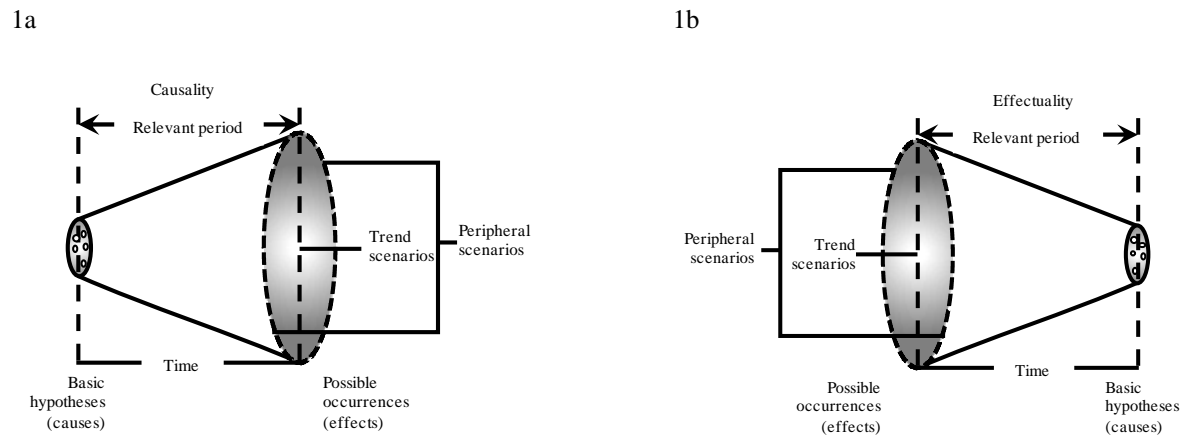 1a
Causality
Relevant period
Trend
scenarios
Peripheral
scenarios
Time
Basic
hypotheses
(causes)
Possible
occurrences
(effects)
1b
Effectuality
Relevant period
Peripheral
scenarios
Trend
scenarios
Time
Possible
occurrences
(effects)
Basic
hypotheses
(causes)